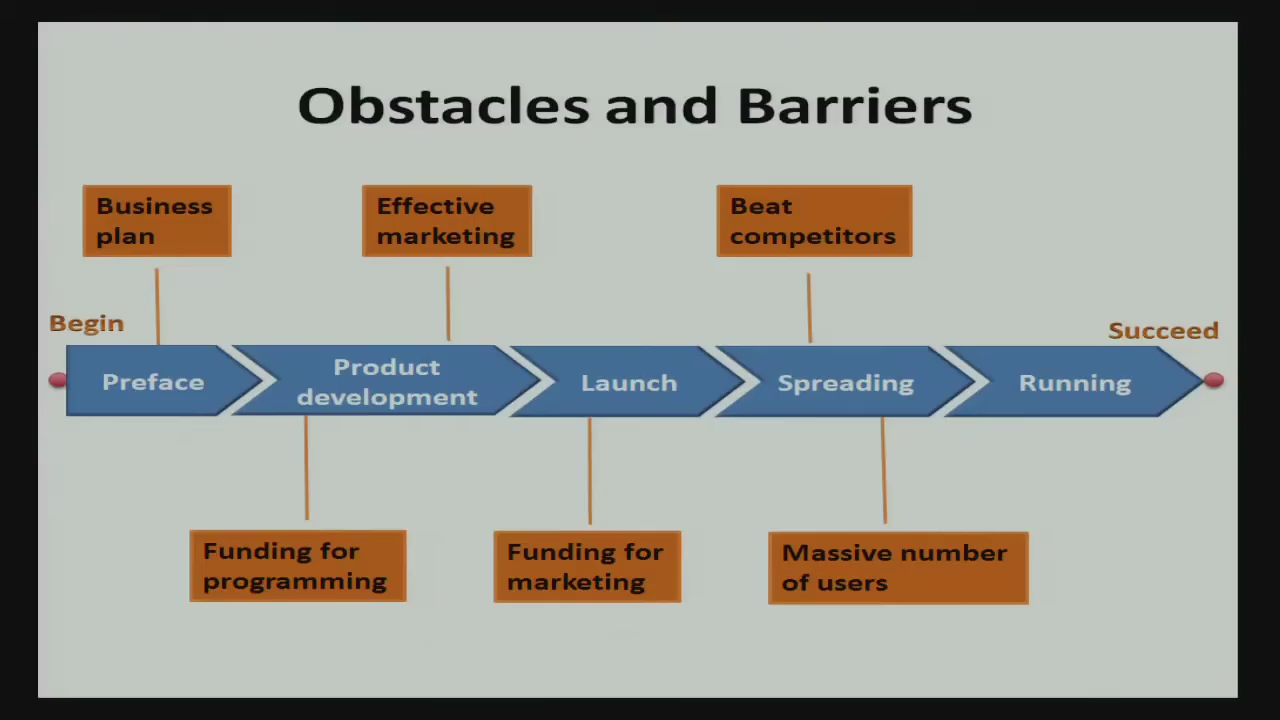 Obstacles and Barriers
Business
plan
Effective
marketing
Beat
competitors
Begin
Succeed
Preface
Product
development
Launch
Spreading
Running
Funding for
programming
Funding for
marketing
Massive number
of users